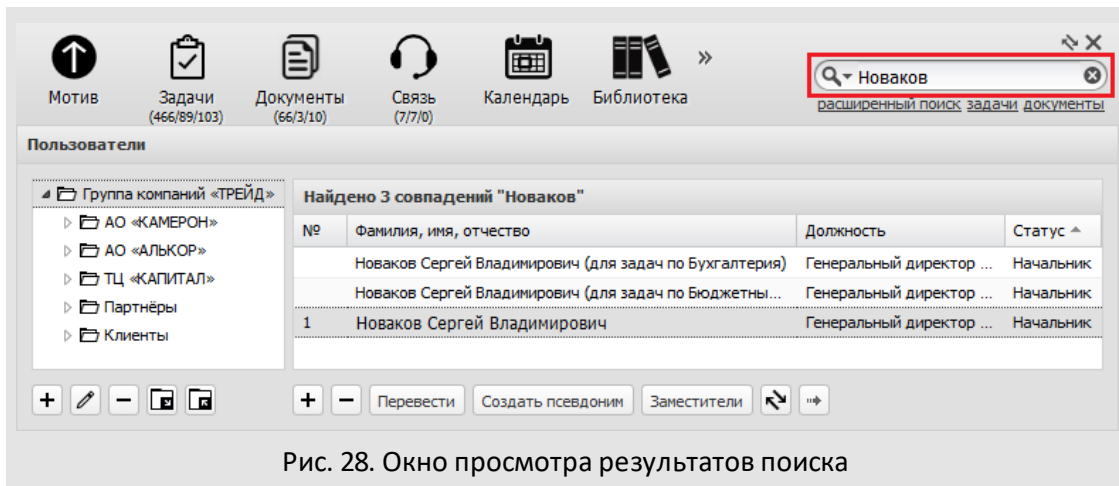 Новаков
расширенный поиск задачи документы
Мотив
Задачи
(466/89/103)
Документы
(66/3/10)
Связь
(7/7/0)
Календарь
Библиотека
»
Пользователи
Группа компаний «ТРЕЙД»
АО «КАМЕРОН»
АО «АЛЬКОР»
ТЦ «КАПИТАЛ»
Партнёры
Клиенты
Найдено 3 совпадений "Новаков"
№ Фамилия, имя, отчество Должность Статус
Новаков Сергей Владимирович (для задач по Бухгалтерия) Генеральный директор ... Начальник
Новаков Сергей Владимирович (для задач по Бюджетны... Генеральный директор ... Начальник
1 Новаков Сергей Владимирович Генеральный директор ... Начальник
Перевести Создать псевдоним Заместители
Рис. 28. Окно просмотра результатов поиска